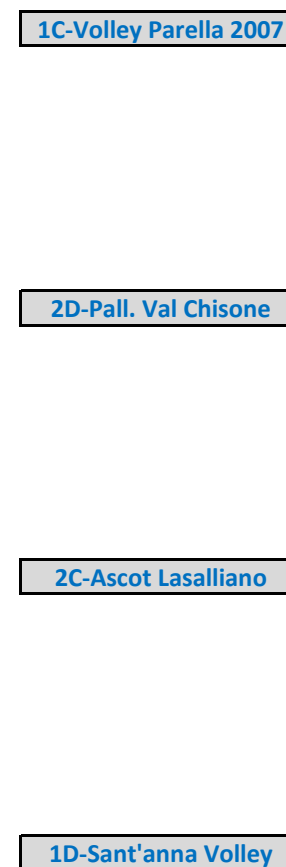 1C-Volley Parella 2007
2D-Pall. Val Chisone
2C-Ascot Lasalliano
1D-Sant'anna Volley